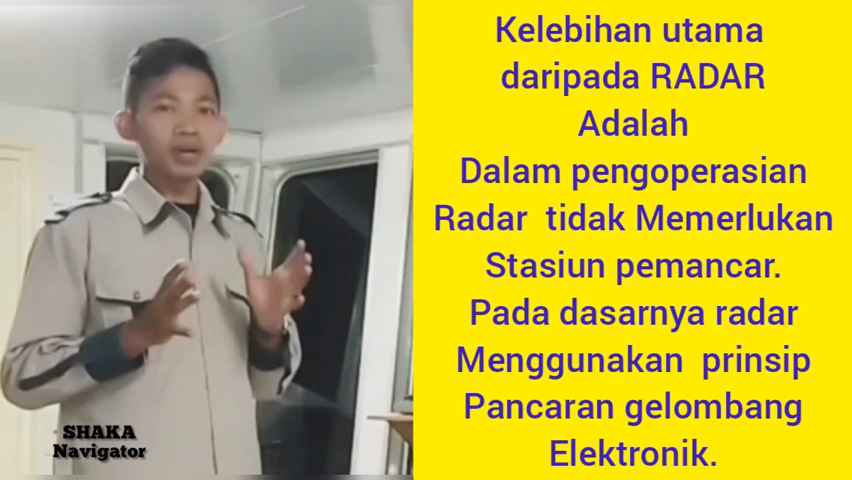 Kelebihan utama
daripada RADAR
Adalah
Dalam pengoperasian
Radar tidak Memerlukan
Stasiun pemancar.
Pada dasarnya radar
Menggunakan prinsip
Pancaran gelombang
Elektronik.
SHAKA
Navigator